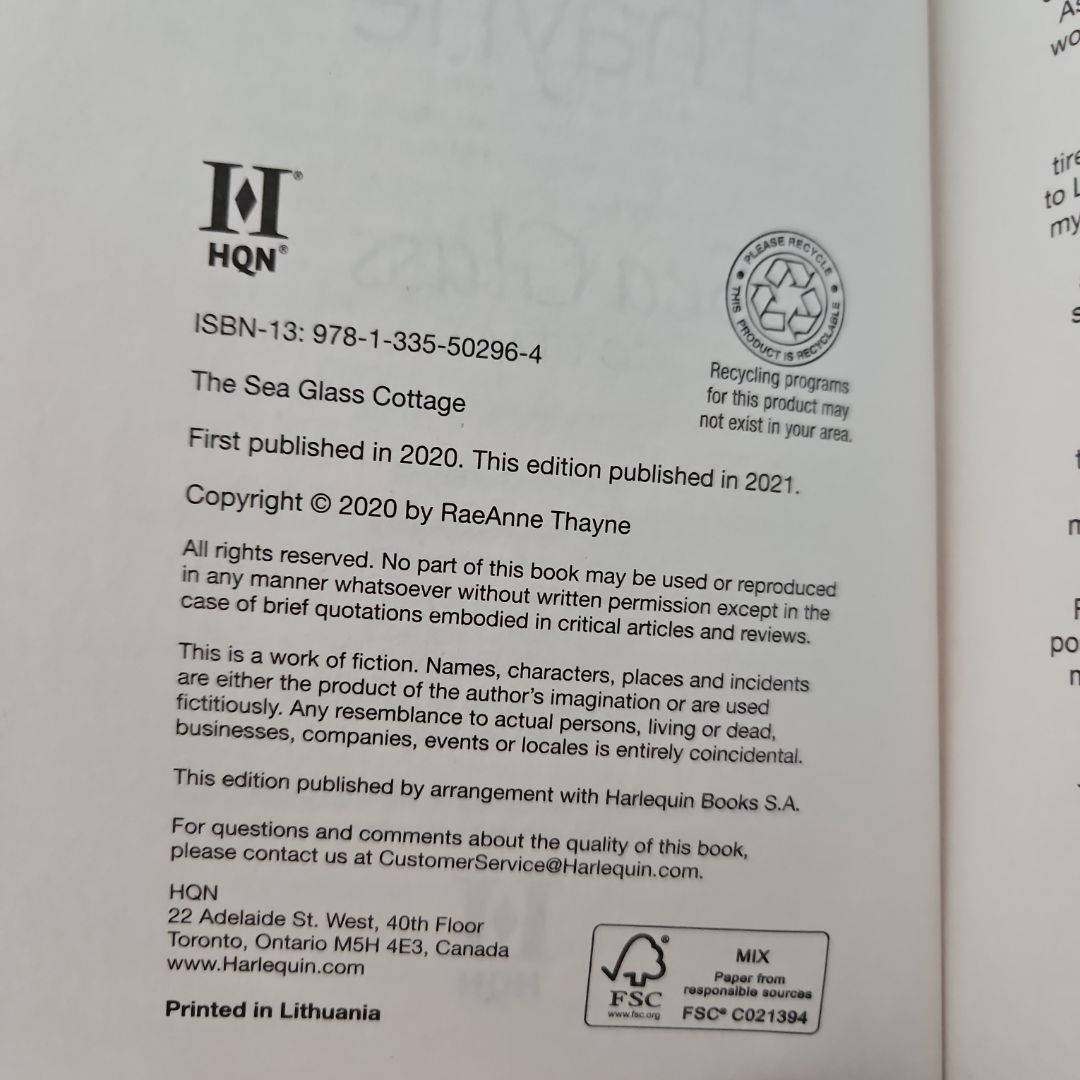 HQN®
PLEASE RECYCLE
THIS PRODUCT IS RECYCLABLE
Recycling programs
for this product may
not exist in your area.
ISBN-13: 978-1-335-50296-4
The Sea Glass Cottage
First published in 2020. This edition published in 2021.
Copyright © 2020 by RaeAnne Thayne
All rights reserved. No part of this book may be used or reproduced
in any manner whatsoever without written permission except in the
case of brief quotations embodied in critical articles and reviews.
This is a work of fiction. Names, characters, places and incidents
are either the product of the author's imagination or are used
fictitiously. Any resemblance to actual persons, living or dead,
businesses, companies, events or locales is entirely coincidental.
This edition published by arrangement with Harlequin Books S.A.
For questions and comments about the quality of this book,
please contact us at CustomerService@Harlequin.com.
HQN
22 Adelaide St. West, 40th Floor
Toronto, Ontario M5H 4E3, Canada
www.Harlequin.com
Printed in Lithuania
FSC
www.fsc.org
MIX
Paper from
responsible sources
FSC® C021394
to
my